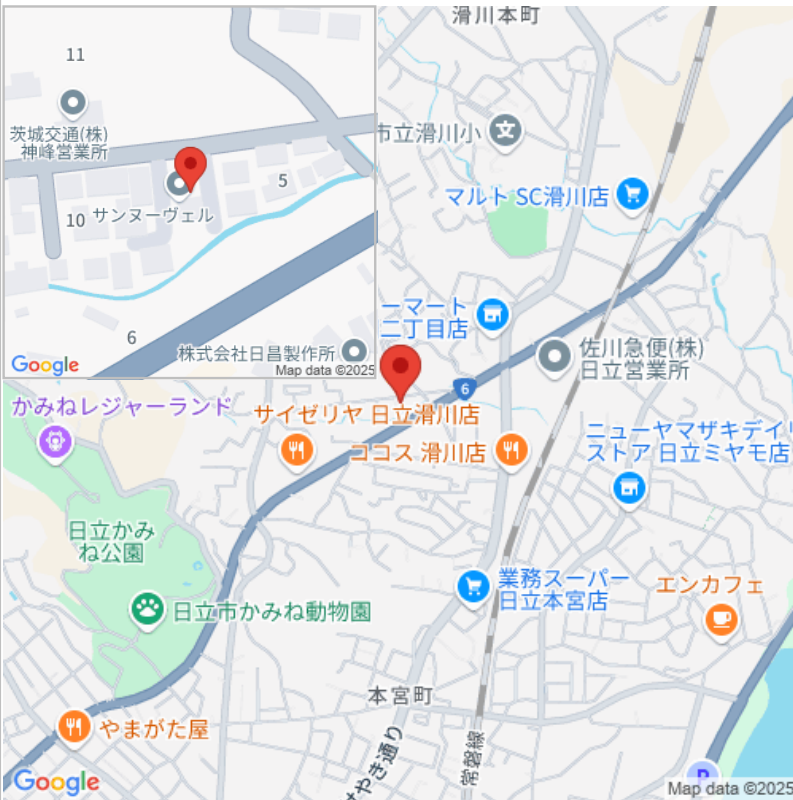 11
茨城交通(株)
神峰営業所
5
10
サンヌーヴェル
6
株式会社日昌製作所
Google
Map data ©2025
滑川本町
市立滑川小
マルト SC滑川店
ーマート
二丁目店
佐川急便(株)
日立営業所
6
かみねレジャーランド
サイゼリヤ 日立滑川店
ココス 滑川店
ニューヤマザキデイリ
ストア 日立ミヤモ店
日立かみ
ね公園
日立市かみね動物園
業務スーパー
日立本宮店
エンカフェ
本宮町
やまがた屋
やき通り
常磐線
P
Google
Map data ©2025